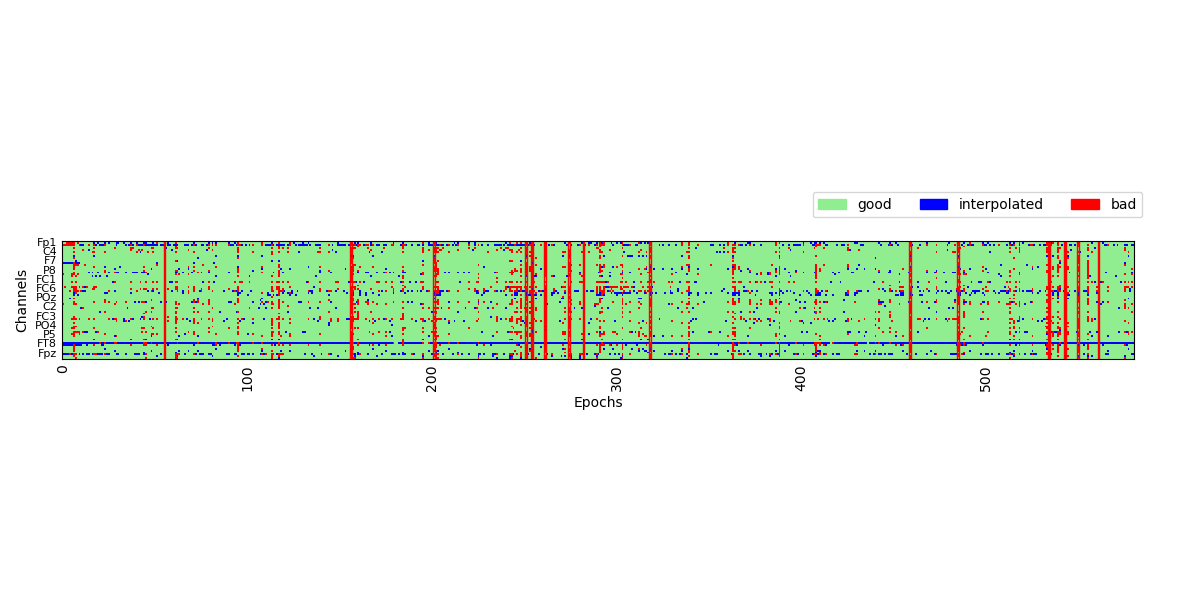 good interpolated bad
Fp1
C4
F7
P8
FC1
FC6
POz
C2
FC3
PO4
P5
FT8
Fpz
Channels
0 100 200 300 400 500
Epochs